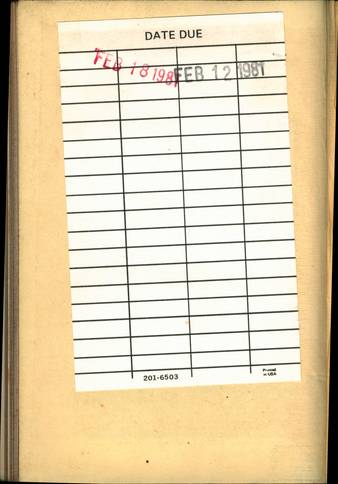 DATE DUE
FEB 18 1981 FEB 12 1981
201-6503
Printed
in USA